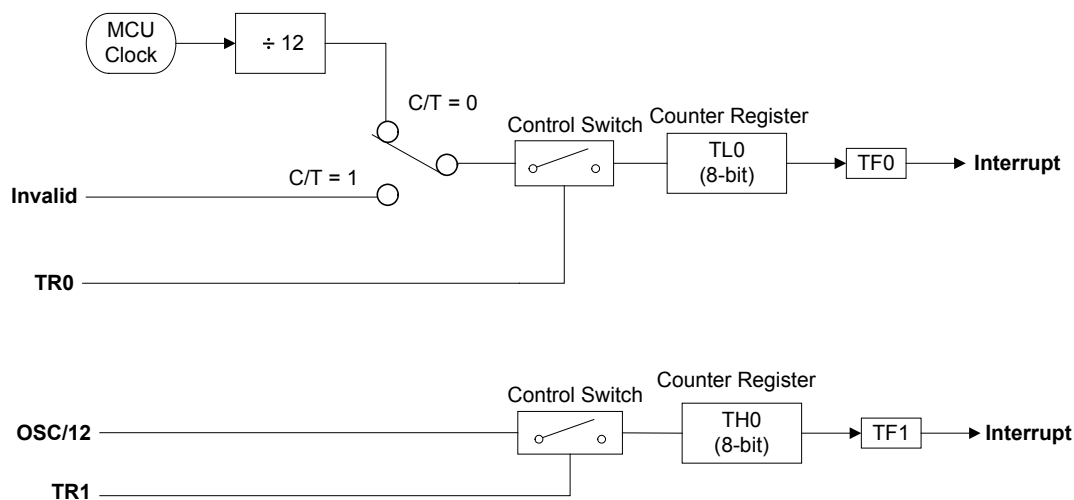 MCU
Clock
÷ 12
C/T = 0
Control Switch
Counter Register
TL0
(8-bit)
TF0
Interrupt
C/T = 1
Invalid
TR0
Control Switch
Counter Register
OSC/12
TH0
(8-bit)
TF1
Interrupt
TR1